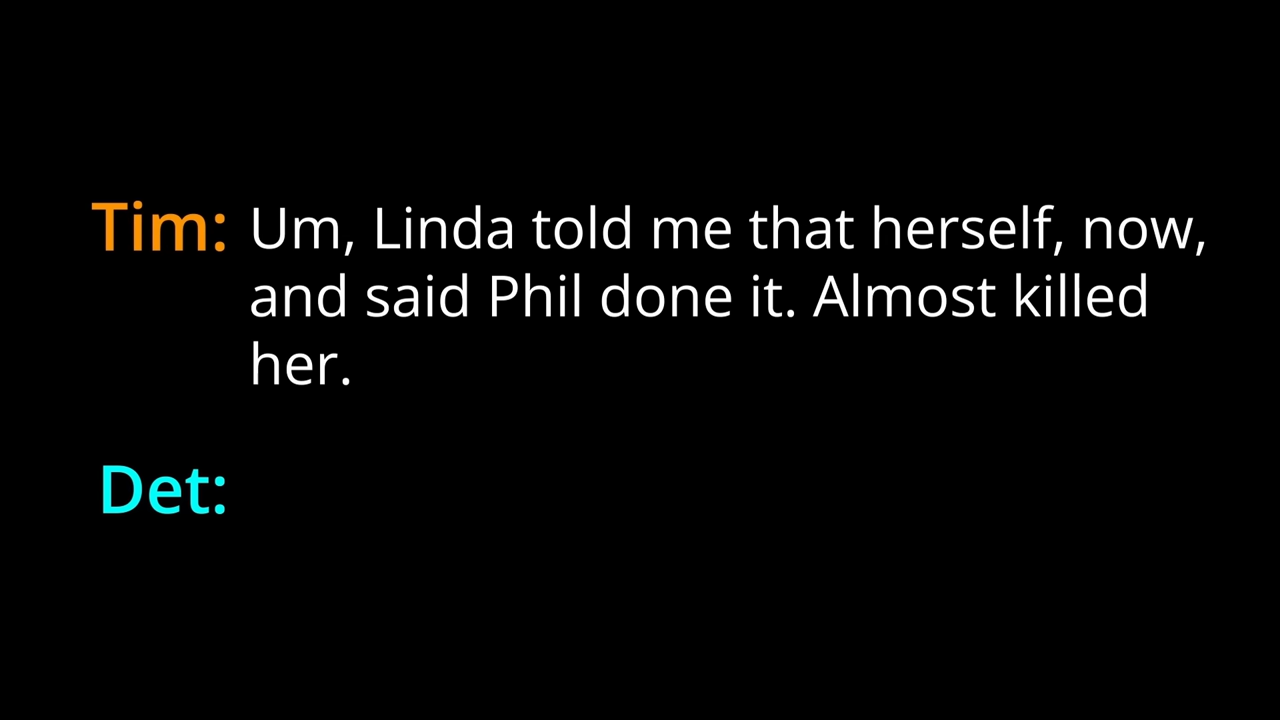 Tim: Um, Linda told me that herself, now,
and said Phil done it. Almost killed
her.
Det: